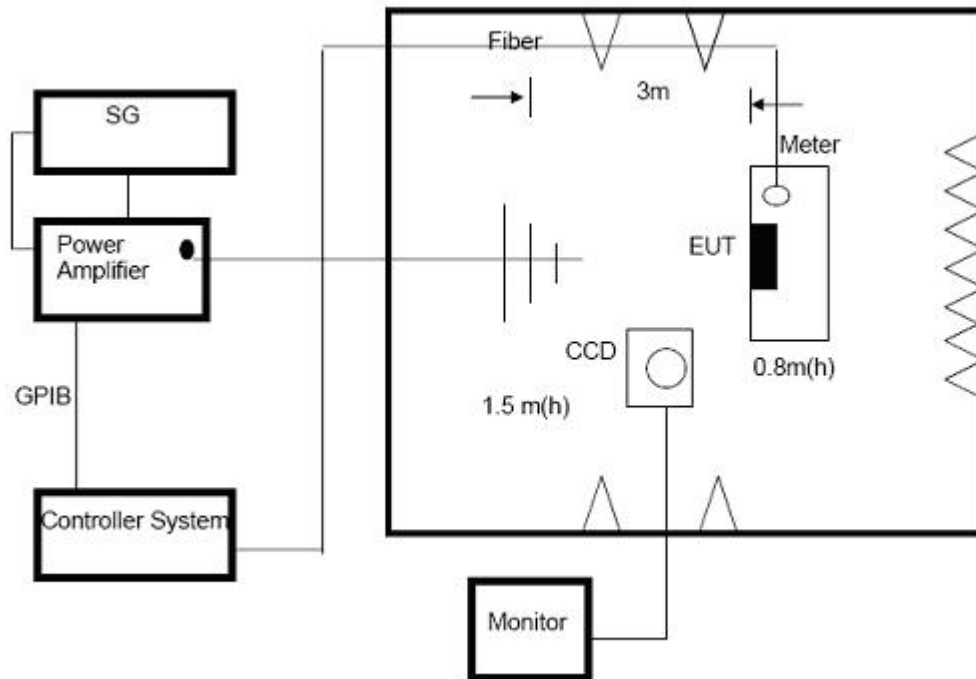 Fiber
3m
SG
Meter
Power
Amplifier
EUT
CCD
0.8m(h)
GPIB
1.5 m(h)
Controller System
Monitor